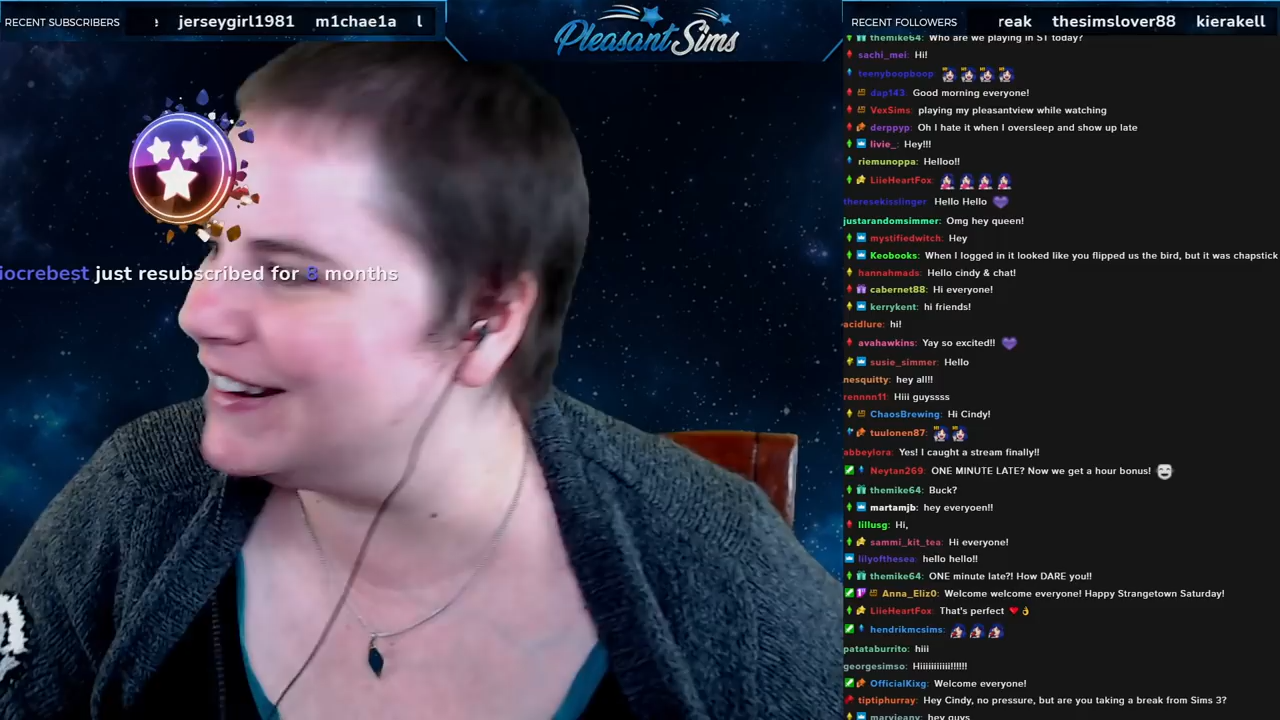 RECENT SUBSCRIBERS jerseygirl1981 m1chae1a l
PleasantSims
RECENT FOLLOWERS reak thesimslover88 kierakell
themike64: Who are we playing in ST today?
sachi_mei: Hi!
teenyboopboop:
dap143: Good morning everyone!
VexSims: playing my pleasantview while watching
derppyp: Oh I hate it when I oversleep and show up late
livie_: Hey!!!
riemunoppa: Helloo!!
LiieHeartFox:
theresekisslinger: Hello Hello
justarandomsimmer: Omg hey queen!
mystifiedwitch: Hey
Keobooks: When I logged in it looked like you flipped us the bird, but it was chapstick
hannahmads: Hello cindy & chat!
cabernet88: Hi everyone!
kerrykent: hi friends!
acidlure: hi!
avahawkins: Yay so excited!!
susie_simmer: Hello
nesquitty: hey all!!
rennnn11: Hiii guyssss
ChaosBrewing: Hi Cindy!
tuulonen87:
abbeylora: Yes! I caught a stream finally!!
Neytan269: ONE MINUTE LATE? Now we get a hour bonus!
themike64: Buck?
martamjb: hey everyoen!!
lillusg: Hi,
sammi_kit_tea: Hi everyone!
lilyofthesea: hello hello!!
themike64: ONE minute late?! How DARE you!!
Anna_Eliz0: Welcome welcome everyone! Happy Strangetown Saturday!
LiieHeartFox: That's perfect
hendrikmcsims:
patataburrito: hiii
georgesimso: Hiiiiiiiiiii!!!!!!
OfficialKixg: Welcome everyone!
tiptiphurray: Hey Cindy, no pressure, but are you taking a break from Sims 3?
marvieany: hey guys
iocrebest just resubscribed for 8 months